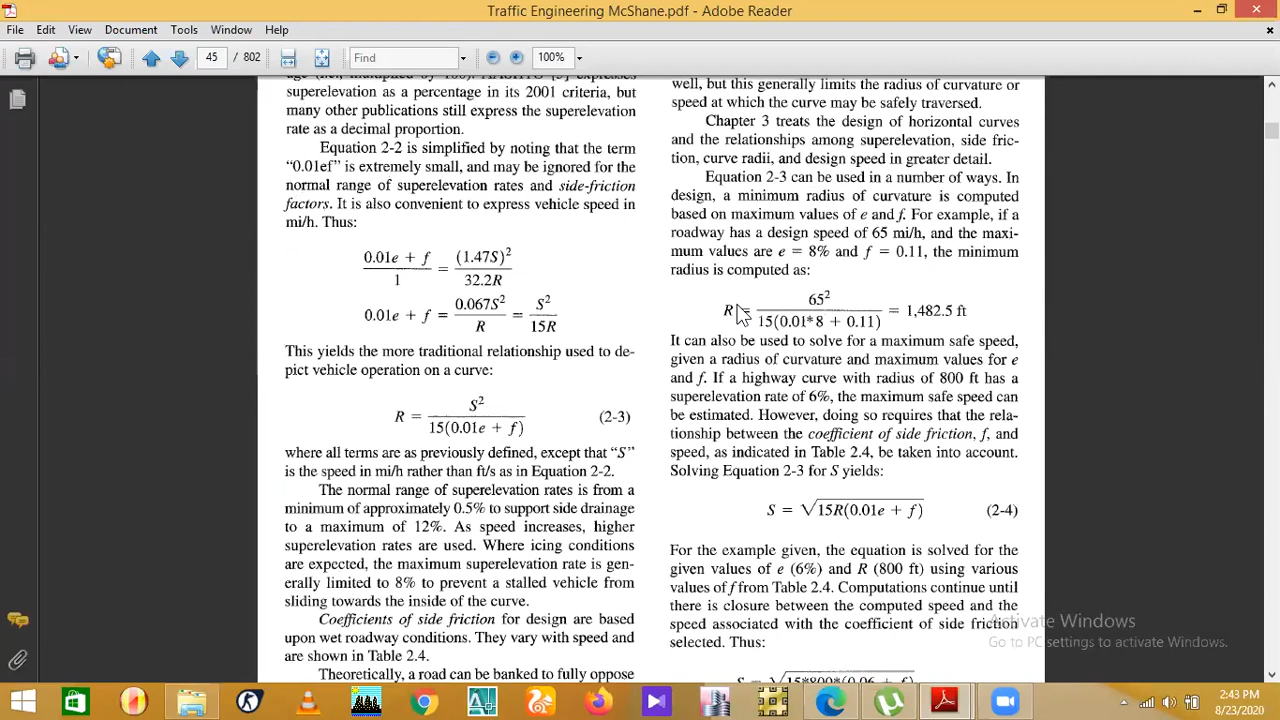 Traffic Engineering McShane.pdf - Adobe Reader
File Edit View Document Tools Window Help
45 / 802 Find 100%
superelevation as a percentage in its 2001 criteria, but
many other publications still express the superelevation
rate as a decimal proportion.
Equation 2-2 is simplified by noting that the term
“0.01ef” is extremely small, and may be ignored for the
normal range of superelevation rates and side-friction
factors. It is also convenient to express vehicle speed in
mi/h. Thus:
0.01e + f / 1 = (1.47S)² / 32.2R
0.01e + f = 0.067S² / R = S² / 15R
This yields the more traditional relationship used to de-
pict vehicle operation on a curve:
R = S² / 15(0.01e + f) (2-3)
where all terms are as previously defined, except that “S”
is the speed in mi/h rather than ft/s as in Equation 2-2.
The normal range of superelevation rates is from a
minimum of approximately 0.5% to support side drainage
to a maximum of 12%. As speed increases, higher
superelevation rates are used. Where icing conditions
are expected, the maximum superelevation rate is gen-
erally limited to 8% to prevent a stalled vehicle from
sliding towards the inside of the curve.
Coefficients of side friction for design are based
upon wet roadway conditions. They vary with speed and
are shown in Table 2.4.
Theoretically, a road can be banked to fully oppose
well, but this generally limits the radius of curvature or
speed at which the curve may be safely traversed.
Chapter 3 treats the design of horizontal curves
and the relationships among superelevation, side fric-
tion, curve radii, and design speed in greater detail.
Equation 2-3 can be used in a number of ways. In
design, a minimum radius of curvature is computed
based on maximum values of e and f. For example, if a
roadway has a design speed of 65 mi/h, and the maxi-
mum values are e = 8% and f = 0.11, the minimum
radius is computed as:
R = 65² / 15(0.01*8 + 0.11) = 1,482.5 ft
It can also be used to solve for a maximum safe speed,
given a radius of curvature and maximum values for e
and f. If a highway curve with radius of 800 ft has a
superelevation rate of 6%, the maximum safe speed can
be estimated. However, doing so requires that the rela-
tionship between the coefficient of side friction, f, and
speed, as indicated in Table 2.4, be taken into account.
Solving Equation 2-3 for S yields:
S = √15R(0.01e + f) (2-4)
For the example given, the equation is solved for the
given values of e (6%) and R (800 ft) using various
values of f from Table 2.4. Computations continue until
there is closure between the computed speed and the
speed associated with the coefficient of side friction
selected. Thus:
S = √15*800*(0.06 + f)
Activate Windows
Go to PC settings to activate Windows.
2:43 PM
8/23/2020